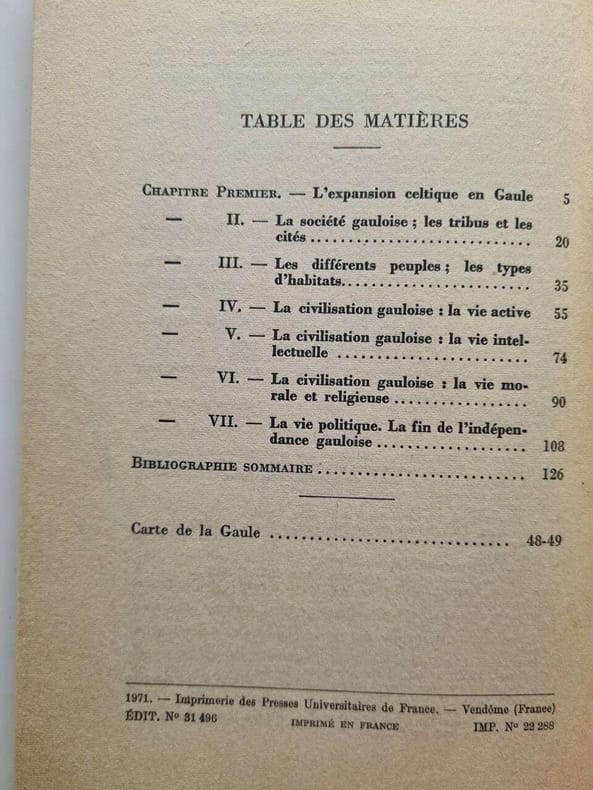 TABLE DES MATIÈRES
CHAPITRE PREMIER. — L'expansion celtique en Gaule 5
— II. — La société gauloise ; les tribus et les
cités .............................. 20
— III. — Les différents peuples ; les types
d'habitats.......................... 35
— IV. — La civilisation gauloise : la vie active 55
— V. — La civilisation gauloise : la vie intel-
lectuelle .......................... 74
— VI. — La civilisation gauloise : la vie mo-
rale et religieuse .................. 90
— VII. — La vie politique. La fin de l'indépen-
dance gauloise .................... 108
BIBLIOGRAPHIE SOMMAIRE ............................ 126
Carte de la Gaule ................................ 48-49
1971. — Imprimerie des Presses Universitaires de France. — Vendôme (France)
ÉDIT. N° 31 496 IMPRIMÉ EN FRANCE IMP. N° 22 288